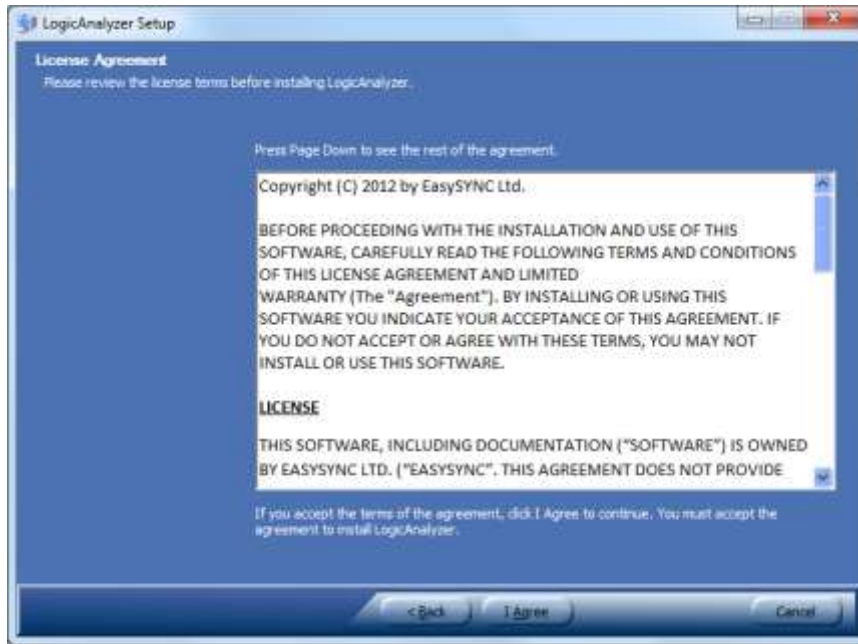 LogicAnalyzer Setup
License Agreement
Please review the license terms before installing LogicAnalyzer.
Press Page Down to see the rest of the agreement.
Copyright (C) 2012 by EasySYNC Ltd.
BEFORE PROCEEDING WITH THE INSTALLATION AND USE OF THIS
SOFTWARE, CAREFULLY READ THE FOLLOWING TERMS AND CONDITIONS
OF THIS LICENSE AGREEMENT AND LIMITED
WARRANTY (The "Agreement"). BY INSTALLING OR USING THIS
SOFTWARE YOU INDICATE YOUR ACCEPTANCE OF THIS AGREEMENT. IF
YOU DO NOT ACCEPT OR AGREE WITH THESE TERMS, YOU MAY NOT
INSTALL OR USE THIS SOFTWARE.
LICENSE
THIS SOFTWARE, INCLUDING DOCUMENTATION ("SOFTWARE") IS OWNED
BY EASYSYNC LTD. ("EASYSYNC". THIS AGREEMENT DOES NOT PROVIDE
If you accept the terms of the agreement, click I Agree to continue. You must accept the
agreement to install LogicAnalyzer.
< Back
I Agree
Cancel